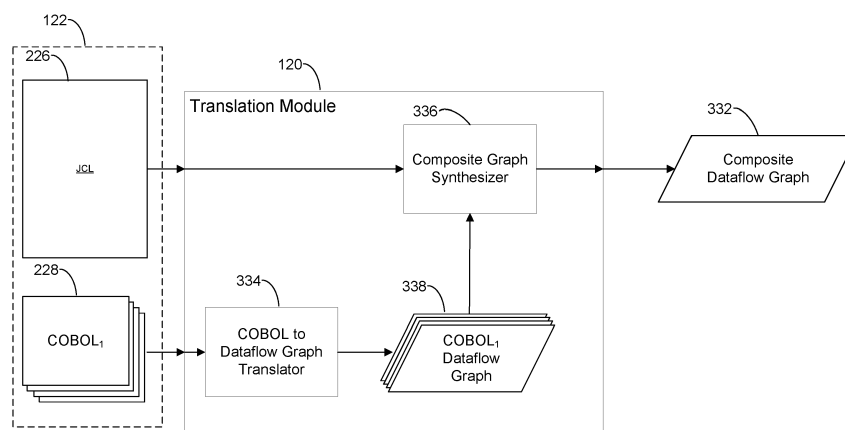 122
226
120
Translation Module
336
332
JCL
Composite Graph
Synthesizer
Composite
Dataflow Graph
228
334
338
COBOL₁
COBOL to
Dataflow Graph
Translator
COBOL₁
Dataflow
Graph